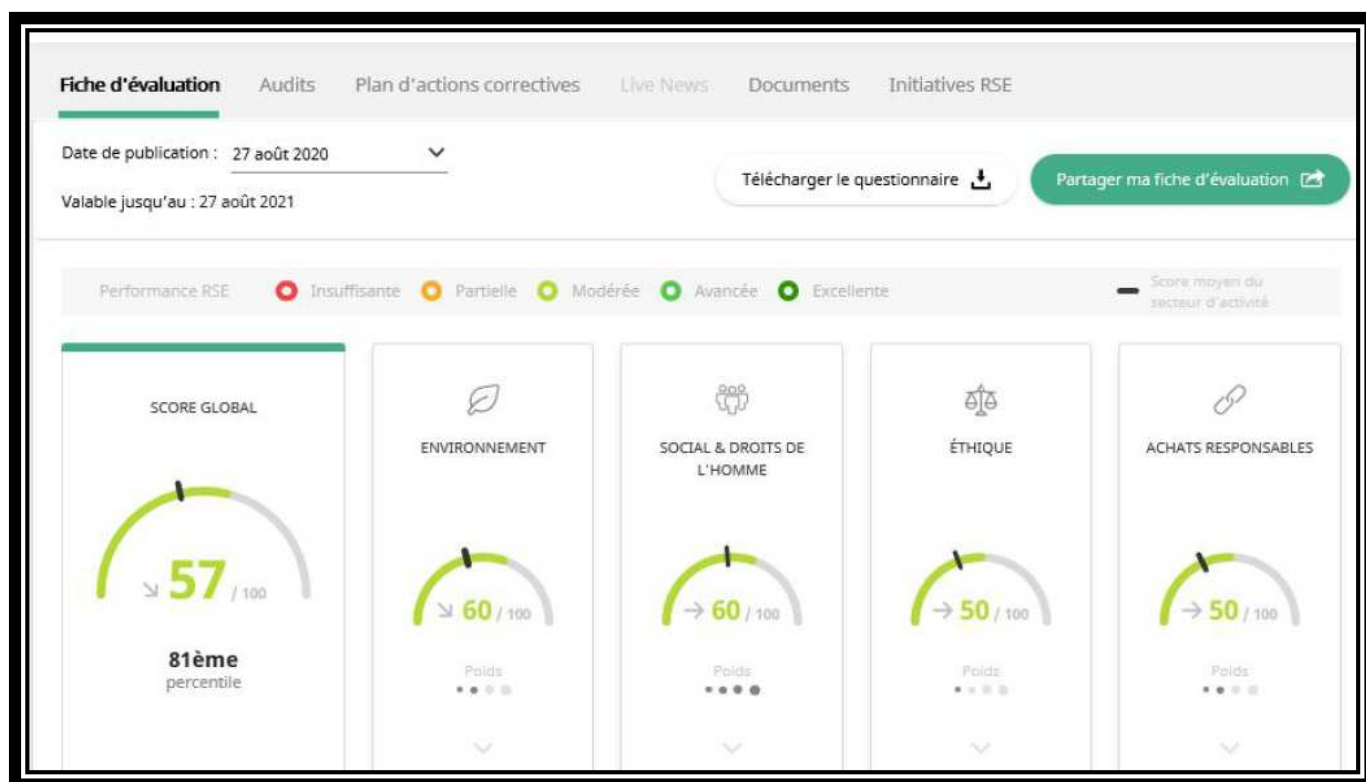 Fiche d'évaluation Audits Plan d'actions correctives Live News Documents Initiatives RSE
Date de publication : 27 août 2020
Télécharger le questionnaire
Partager ma fiche d'évaluation
Valable jusqu'au : 27 août 2021
Performance RSE Insuffisante Partielle Modérée Avancée Excellente
Score moyen du
secteur d'activité
SCORE GLOBAL
57 / 100
81ème
percentile
ENVIRONNEMENT
60 / 100
Poids
SOCIAL & DROITS DE
L'HOMME
60 / 100
Poids
ÉTHIQUE
50 / 100
Poids
ACHATS RESPONSABLES
50 / 100
Poids